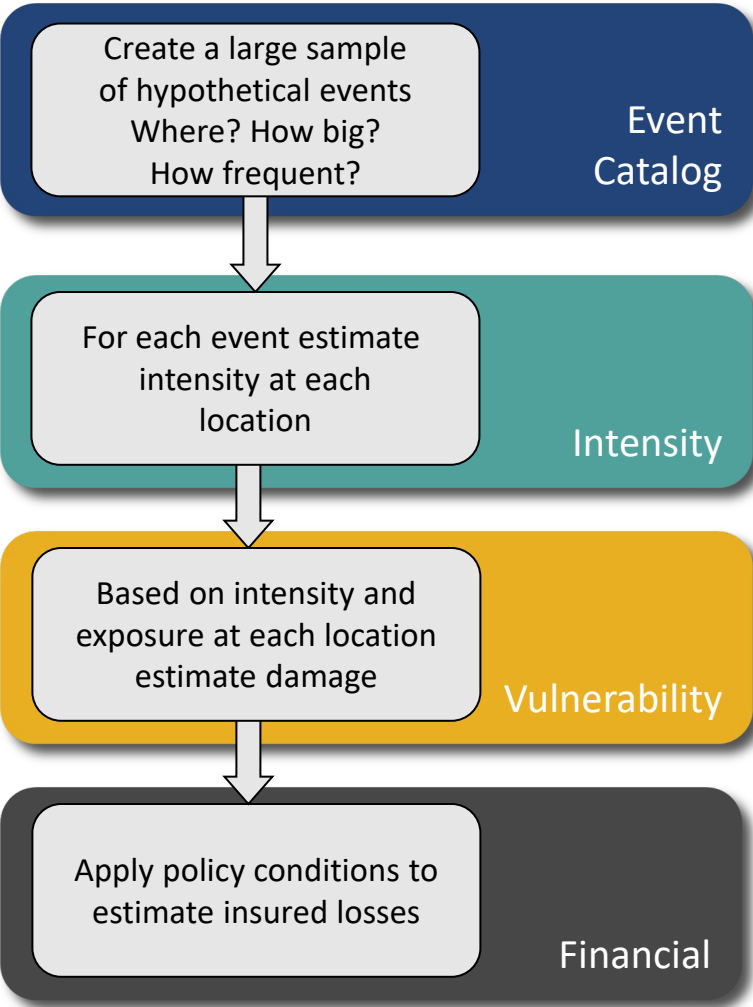 Create a large sample
of hypothetical events
Where? How big?
How frequent?
Event
Catalog
For each event estimate
intensity at each
location
Intensity
Based on intensity and
exposure at each location
estimate damage
Vulnerability
Apply policy conditions to
estimate insured losses
Financial